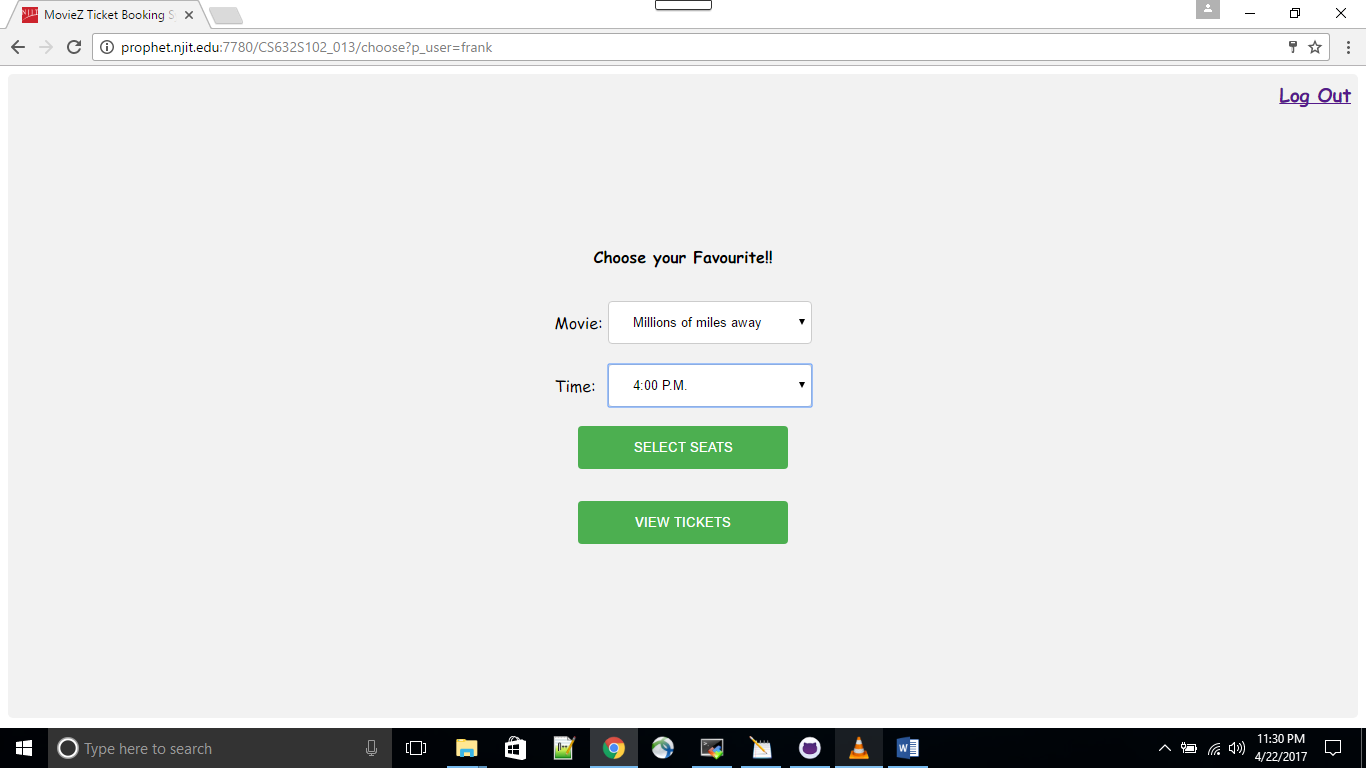 MovieZ Ticket Booking S
prophet.njit.edu:7780/CS632S102_013/choose?p_user=frank
Log Out
Choose your Favourite!!
Movie: Millions of miles away
Time: 4:00 P.M.
SELECT SEATS
VIEW TICKETS
Type here to search
11:30 PM
4/22/2017